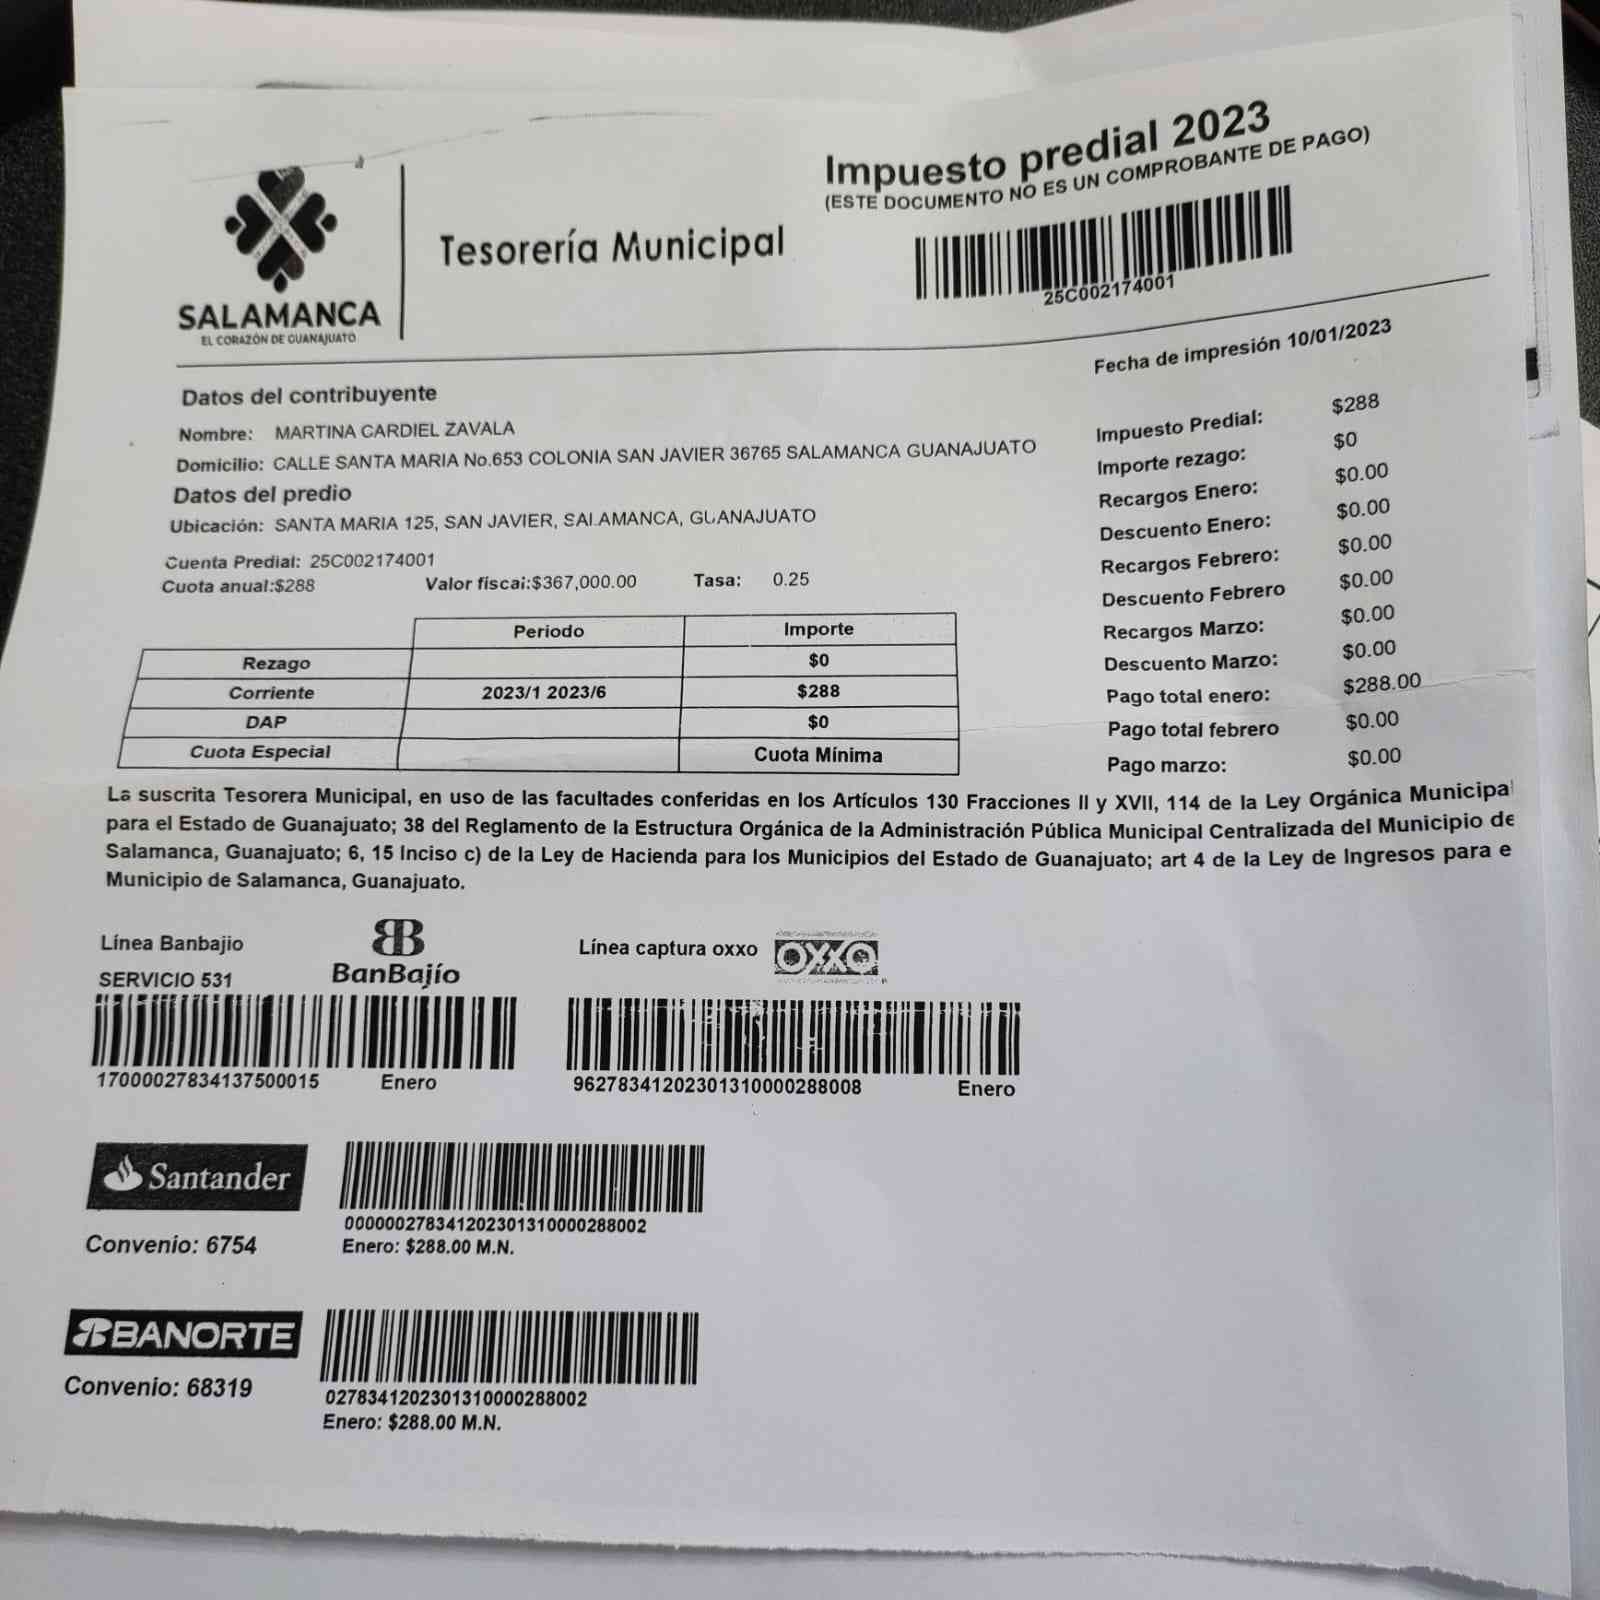 Impuesto predial 2023
(ESTE DOCUMENTO NO ES UN COMPROBANTE DE PAGO)
25C002174001
SALAMANCA
EL CORAZÓN DE GUANAJUATO
Tesorería Municipal
Fecha de impresión 10/01/2023
Datos del contribuyente
Nombre: MARTINA CARDIEL ZAVALA
Domicilio: CALLE SANTA MARIA No.653 COLONIA SAN JAVIER 36765 SALAMANCA GUANAJUATO
Datos del predio
Ubicación: SANTA MARIA 125, SAN JAVIER, SALAMANCA, GUANAJUATO
Cuenta Predial: 25C002174001
Cuota anual:$288 Valor fiscal:$367,000.00 Tasa: 0.25
Impuesto Predial: $288
Importe rezago: $0
Recargos Enero: $0.00
Descuento Enero: $0.00
Recargos Febrero: $0.00
Descuento Febrero $0.00
Recargos Marzo: $0.00
Descuento Marzo: $0.00
Pago total enero: $288.00
Pago total febrero $0.00
Pago marzo: $0.00
Periodo Importe
Rezago $0
Corriente 2023/1 2023/6 $288
DAP $0
Cuota Especial Cuota Mínima
La suscrita Tesorera Municipal, en uso de las facultades conferidas en los Artículos 130 Fracciones II y XVII, 114 de la Ley Orgánica Municipal
para el Estado de Guanajuato; 38 del Reglamento de la Estructura Orgánica de la Administración Pública Municipal Centralizada del Municipio de
Salamanca, Guanajuato; 6, 15 Inciso c) de la Ley de Hacienda para los Municipios del Estado de Guanajuato; art 4 de la Ley de Ingresos para e
Municipio de Salamanca, Guanajuato.
Línea Banbajio
SERVICIO 531
BanBajío
17000027834137500015 Enero
Línea captura oxxo OXXO
96278341202301310000288008 Enero
Santander
Convenio: 6754
000000278341202301310000288002
Enero: $288.00 M.N.
BANORTE
Convenio: 68319
0278341202301310000288002
Enero: $288.00 M.N.